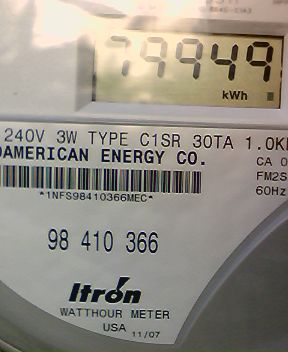 79949
kWh
240V 3W TYPE C1SR 30TA 1.0K
OAMERICAN ENERGY CO.
CA 0
FM2S
60Hz
*1NFS98410366MEC*
98 410 366
Itron
WATTHOUR METER
USA 11/07